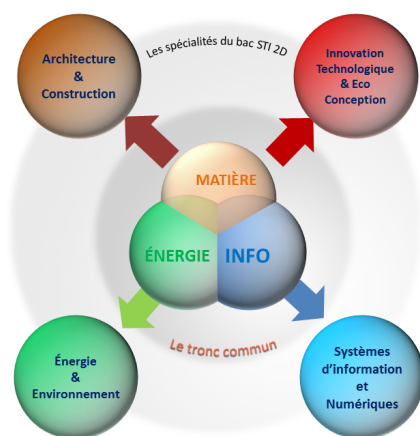 Les spécialités du bac STI 2D
Architecture
&
Construction
Innovation
Technologique
& Eco
Conception
MATIÈRE
ÉNERGIE
INFO
Le tronc commun
Énergie
&
Environnement
Systèmes
d'information
et
Numériques